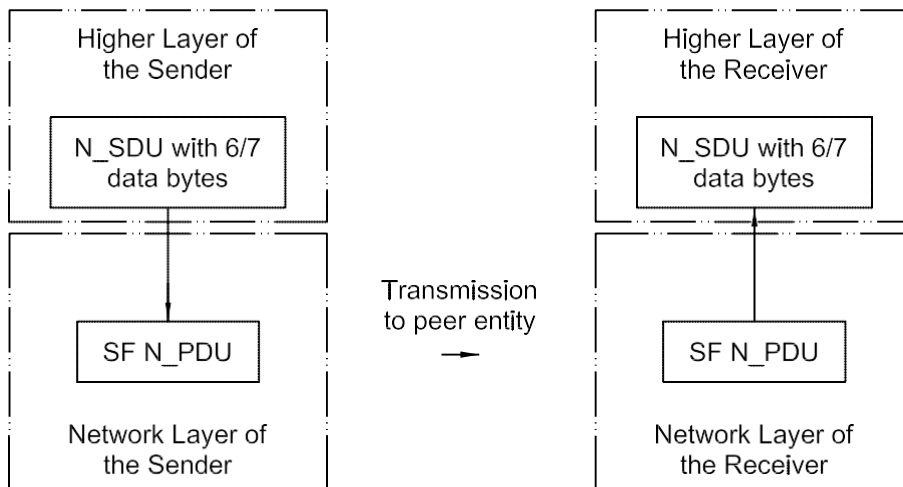 Higher Layer of
the Sender
N_SDU with 6/7
data bytes
SF N_PDU
Network Layer of
the Sender
Transmission
to peer entity
Higher Layer of
the Receiver
N_SDU with 6/7
data bytes
SF N_PDU
Network Layer of
the Receiver